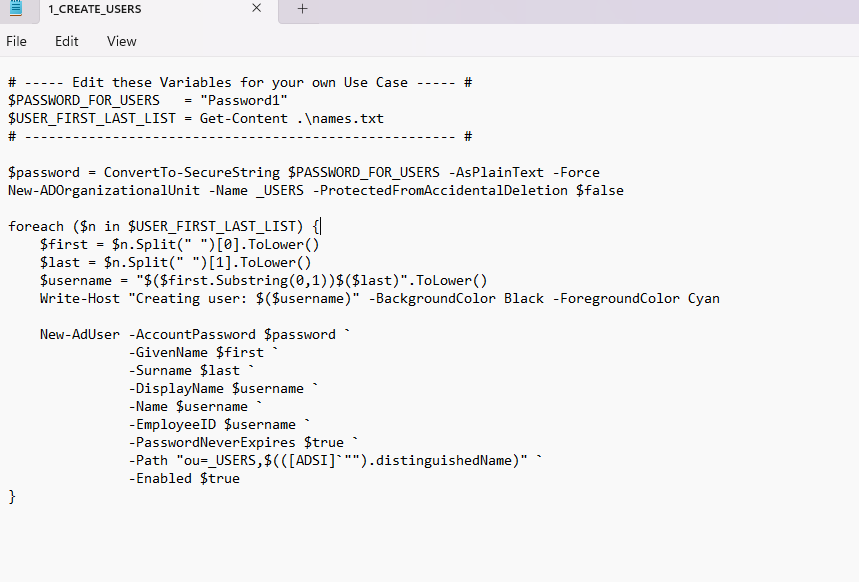 1_CREATE_USERS
File Edit View
# ----- Edit these Variables for your own Use Case ----- #
$PASSWORD_FOR_USERS   = "Password1"
$USER_FIRST_LAST_LIST = Get-Content .\names.txt
# ------------------------------------------------------ #
$password = ConvertTo-SecureString $PASSWORD_FOR_USERS -AsPlainText -Force
New-ADOrganizationalUnit -Name _USERS -ProtectedFromAccidentalDeletion $false
foreach ($n in $USER_FIRST_LAST_LIST) {
    $first = $n.Split(" ")[0].ToLower()
    $last = $n.Split(" ")[1].ToLower()
    $username = "$($first.Substring(0,1))$($last)".ToLower()
    Write-Host "Creating user: $($username)" -BackgroundColor Black -ForegroundColor Cyan
    New-AdUser -AccountPassword $password `
               -GivenName $first `
               -Surname $last `
               -DisplayName $username `
               -Name $username `
               -EmployeeID $username `
               -PasswordNeverExpires $true `
               -Path "ou=_USERS,$(([ADSI]`"").distinguishedName)" `
               -Enabled $true
}